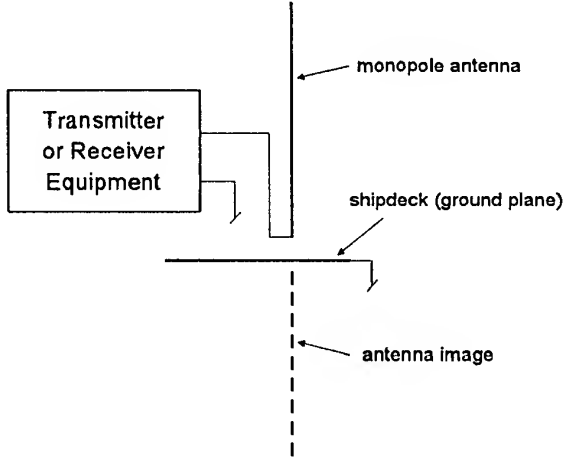 monopole antenna
Transmitter
or Receiver
Equipment
shipdeck (ground plane)
antenna image